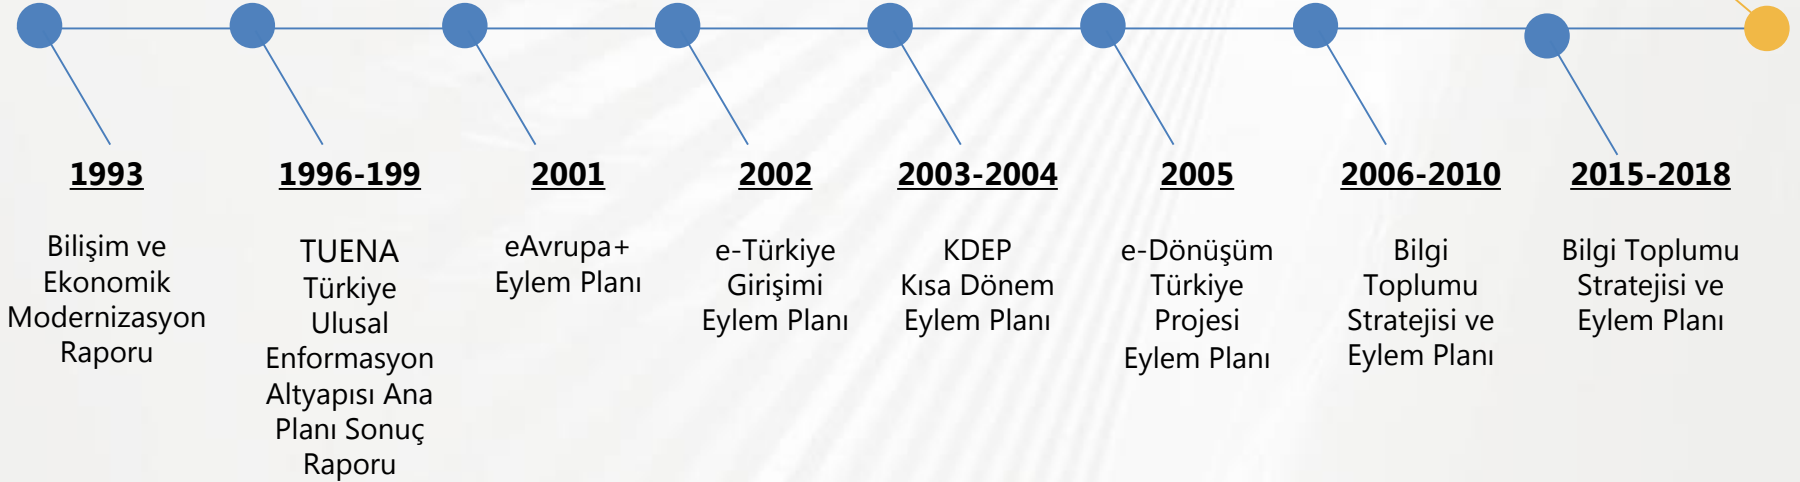 1993
Bilişim ve
Ekonomik
Modernizasyon
Raporu
1996-199
TUENA
Türkiye
Ulusal
Enformasyon
Altyapısı Ana
Planı Sonuç
Raporu
2001
eAvrupa+
Eylem Planı
2002
e-Türkiye
Girişimi
Eylem Planı
2003-2004
KDEP
Kısa Dönem
Eylem Planı
2005
e-Dönüşüm
Türkiye
Projesi
Eylem Planı
2006-2010
Bilgi
Toplumu
Stratejisi ve
Eylem Planı
2015-2018
Bilgi Toplumu
Stratejisi ve
Eylem Planı